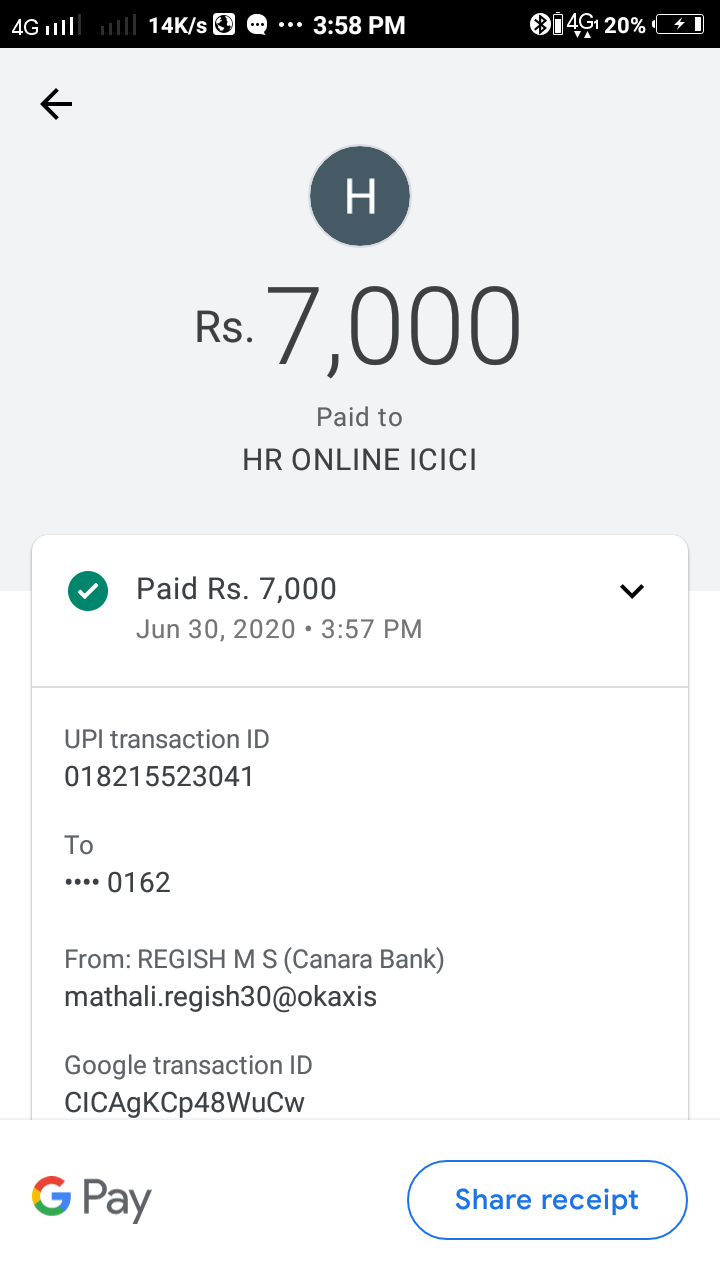 4G 14K/s 3:58 PM 4G1 20%
H
Rs. 7,000
Paid to
HR ONLINE ICICI
Paid Rs. 7,000
Jun 30, 2020 • 3:57 PM
UPI transaction ID
018215523041
To
•••• 0162
From: REGISH M S (Canara Bank)
mathali.regish30@okaxis
Google transaction ID
CICAgKCp48WuCw
G Pay
Share receipt